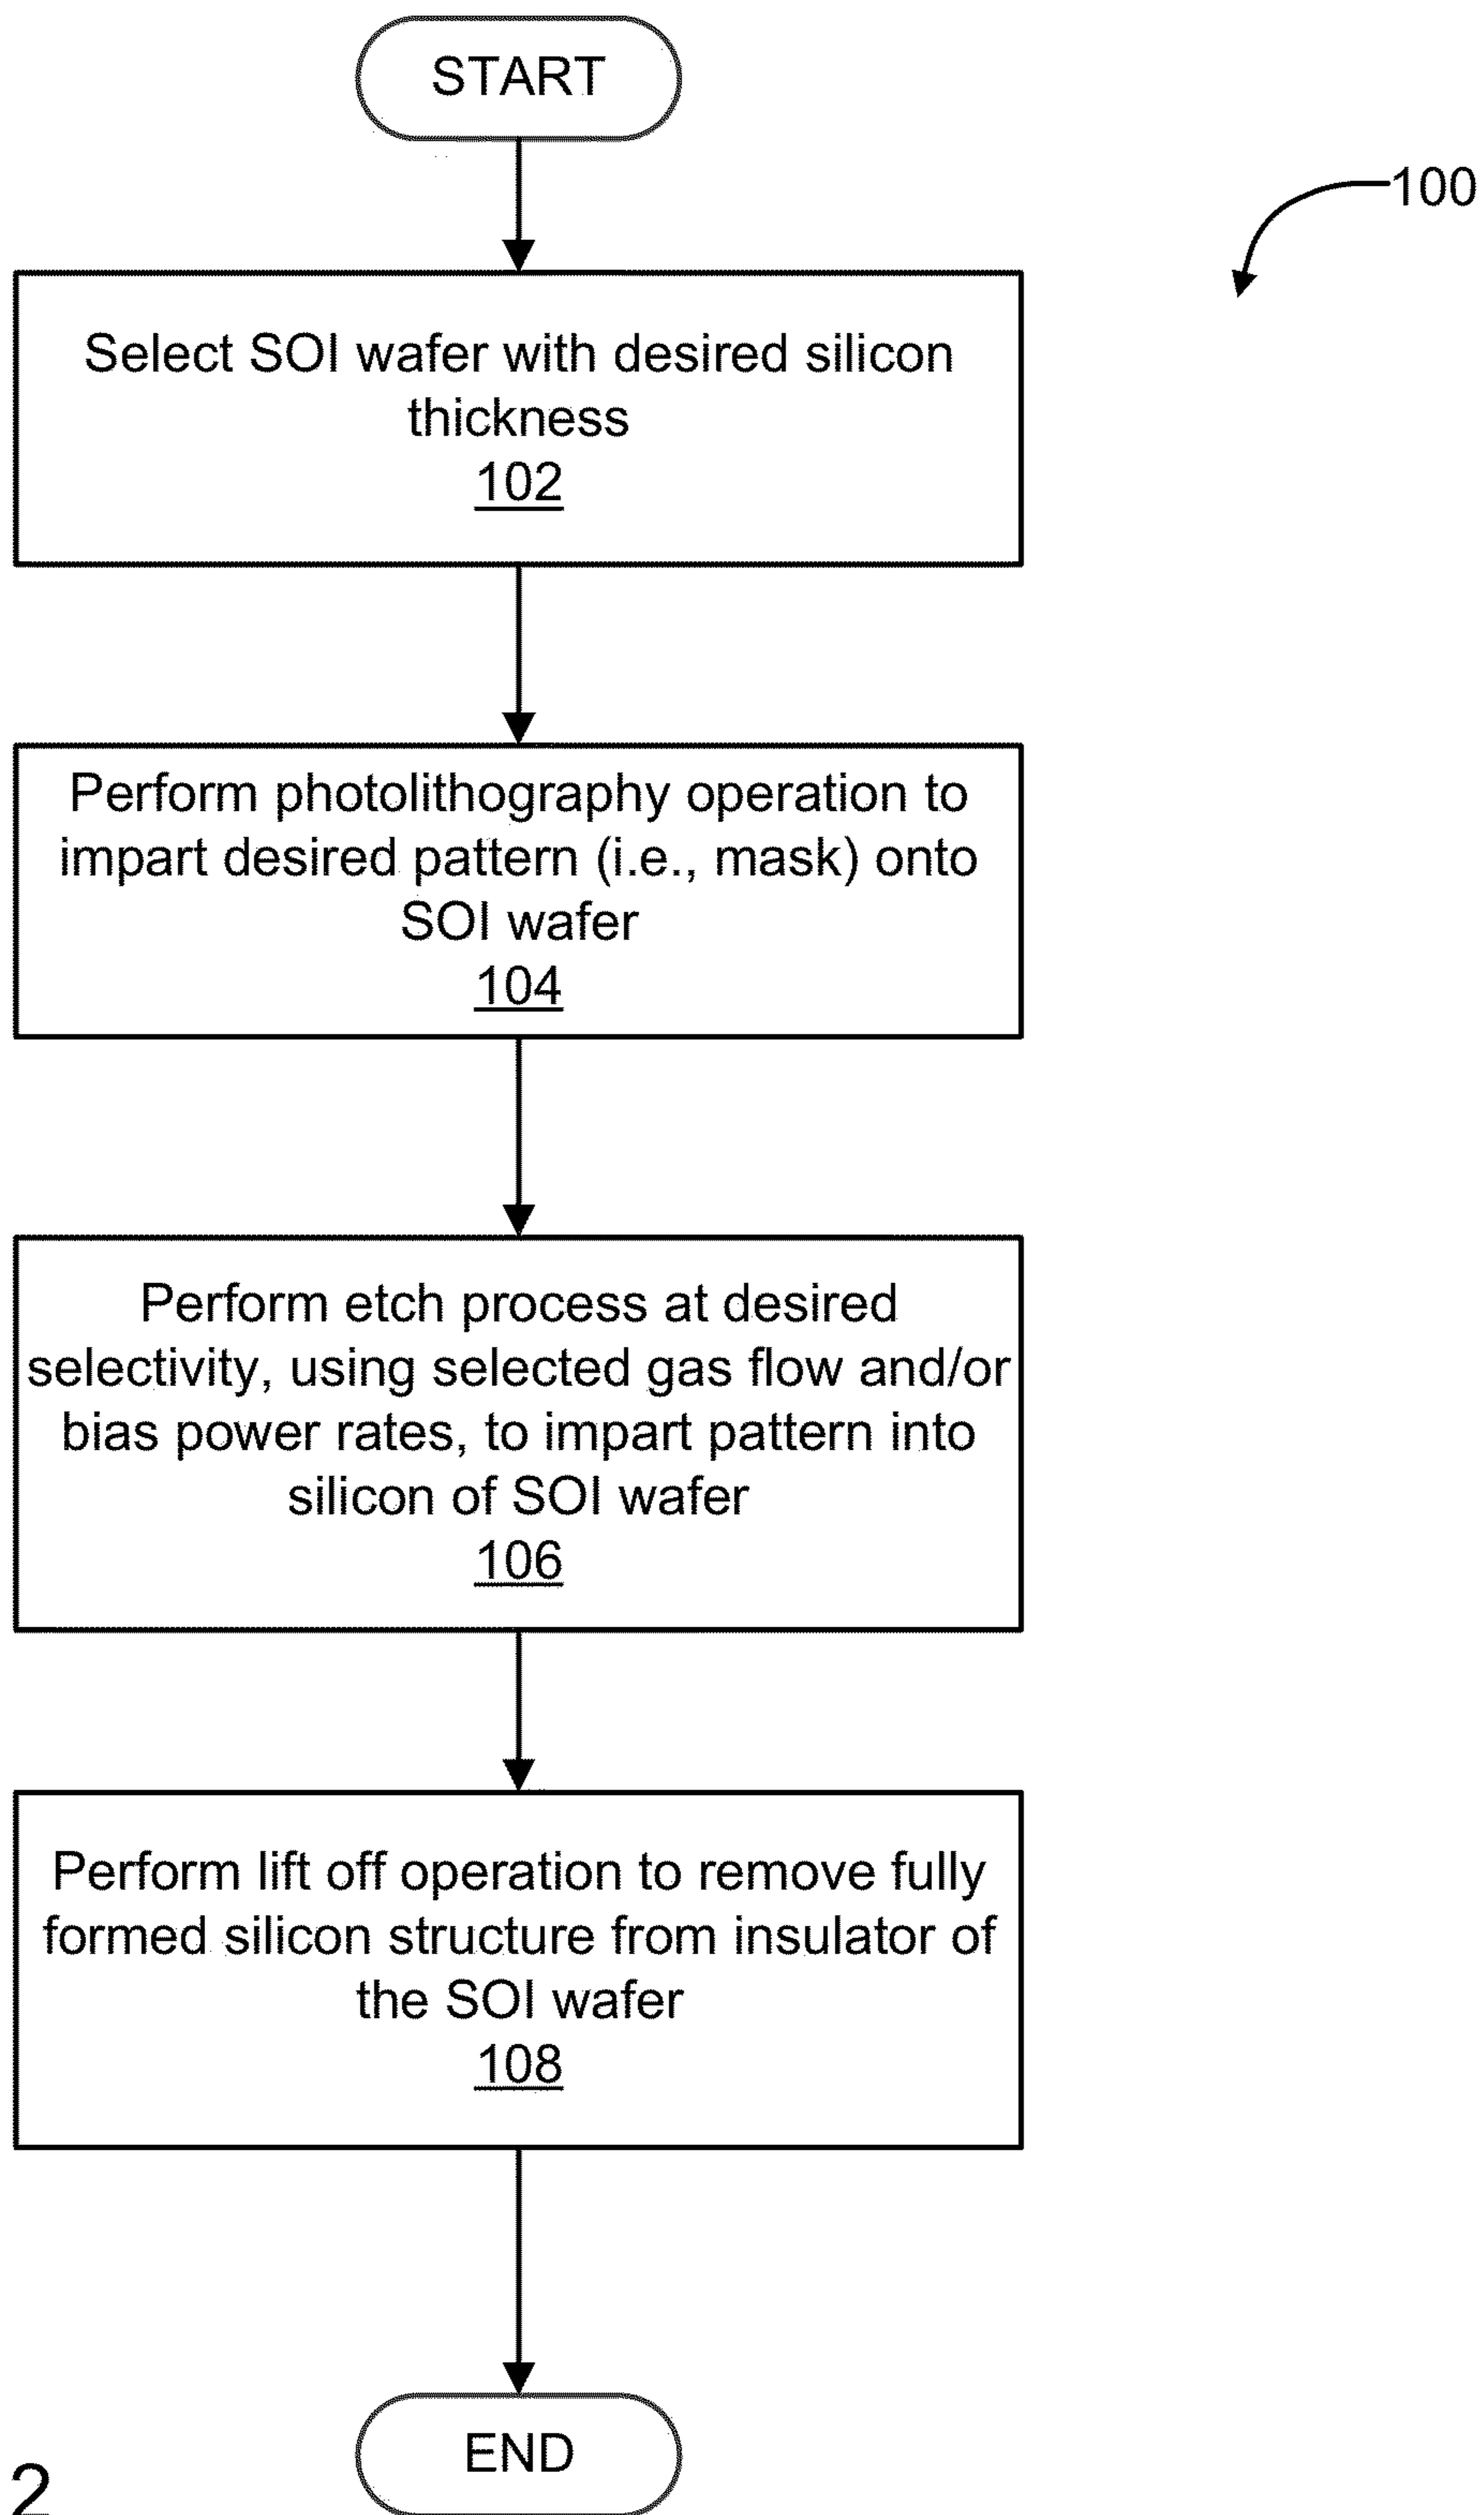 START
100
Select SOI wafer with desired silicon
thickness
102
Perform photolithography operation to
impart desired pattern (i.e., mask) onto
SOI wafer
104
Perform etch process at desired
selectivity, using selected gas flow and/or
bias power rates, to impart pattern into
silicon of SOI wafer
106
Perform lift off operation to remove fully
formed silicon structure from insulator of
the SOI wafer
108
END
2